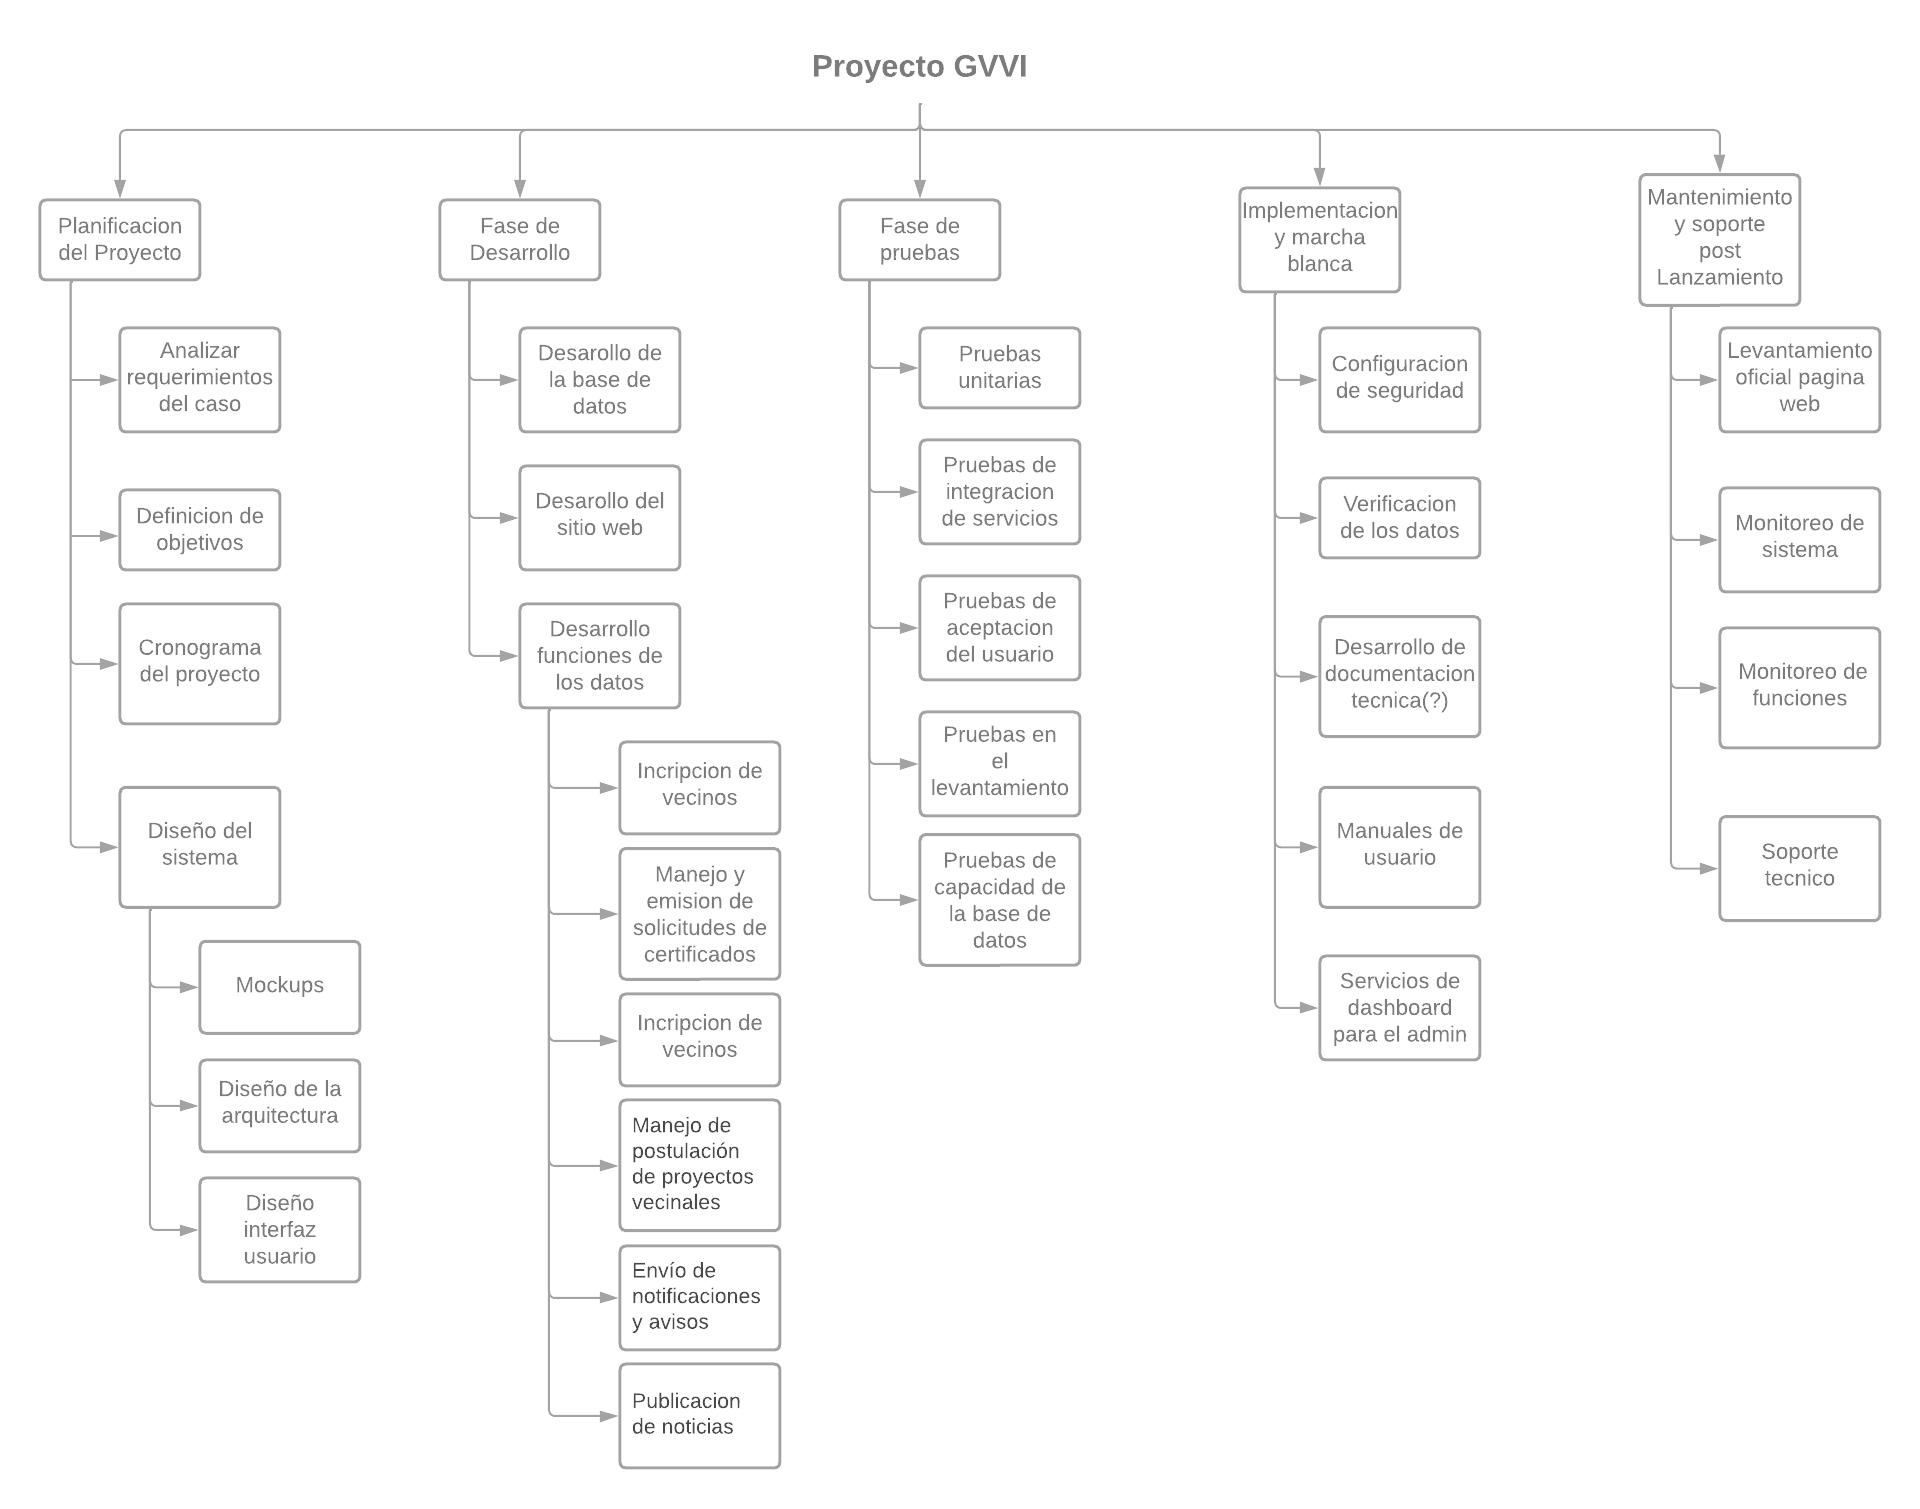 Proyecto GVVI
Planificacion
del Proyecto
Analizar
requerimientos
del caso
Definicion de
objetivos
Cronograma
del proyecto
Diseño del
sistema
Mockups
Diseño de la
arquitectura
Diseño
interfaz
usuario
Fase de
Desarrollo
Desarollo de
la base de
datos
Desarollo del
sitio web
Desarrollo
funciones de
los datos
Incripcion de
vecinos
Manejo y
emision de
solicitudes de
certificados
Incripcion de
vecinos
Manejo de
postulación
de proyectos
vecinales
Envío de
notificaciones
y avisos
Publicacion
de noticias
Fase de
pruebas
Pruebas
unitarias
Pruebas de
integracion
de servicios
Pruebas de
aceptacion
del usuario
Pruebas en
el
levantamiento
Pruebas de
capacidad de
la base de
datos
Implementacion
y marcha
blanca
Configuracion
de seguridad
Verificacion
de los datos
Desarrollo de
documentacion
tecnica(?)
Manuales de
usuario
Servicios de
dashboard
para el admin
Mantenimiento
y soporte
post
Lanzamiento
Levantamiento
oficial pagina
web
Monitoreo de
sistema
Monitoreo de
funciones
Soporte
tecnico